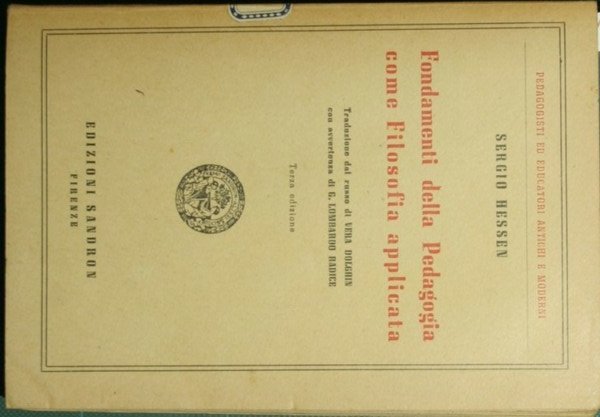 PEDAGOGISTI ED EDUCATORI ANTICHI E MODERNI
SERGIO HESSEN
Fondamenti della Pedagogia
come Filosofia applicata
Traduzione dal russo di VERA DOLGHIN
con avvertenza di G. LOMBARDO RADICE
Terza edizione
EDIZIONI SANDRON
FIRENZE